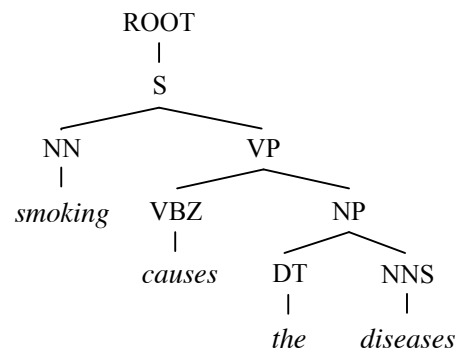 ROOT
S
NN VP
smoking VBZ NP
causes DT NNS
the diseases